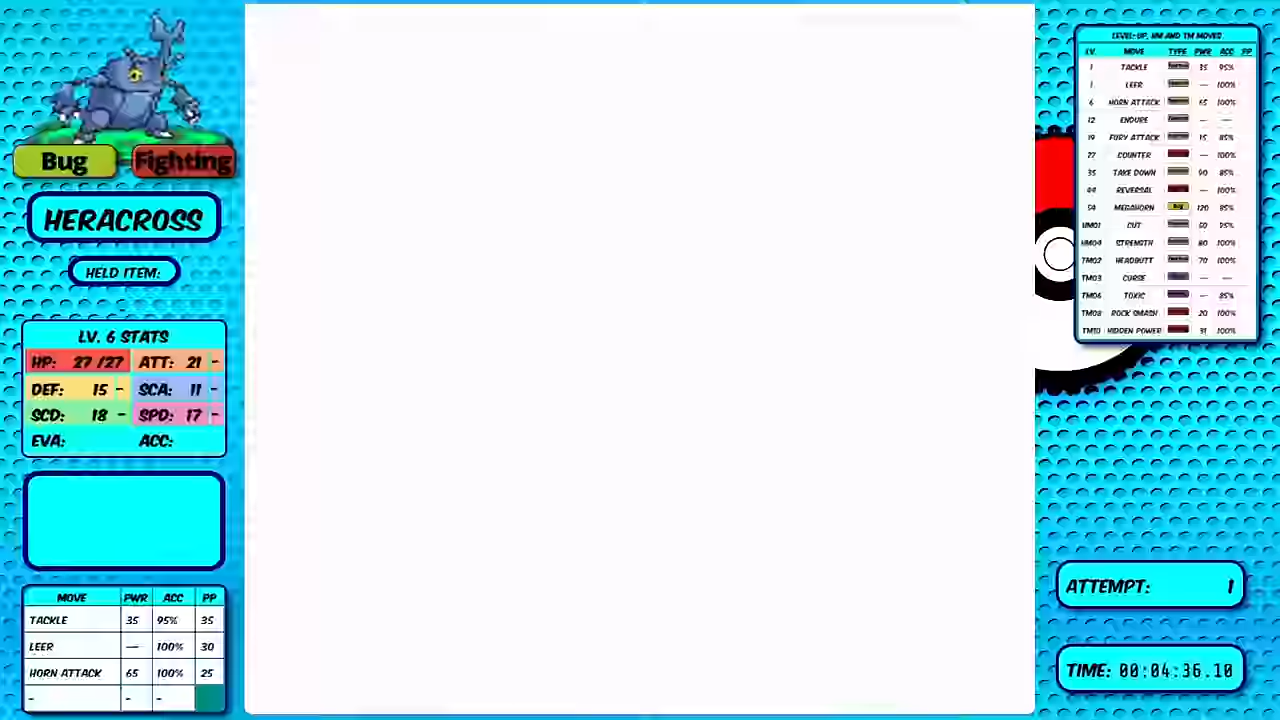 Bug Fighting
HERACROSS
HELD ITEM:
LV. 6 STATS
HP: 27 /27 ATT: 21 -
DEF: 15 - SCA: 11 -
SCD: 18 - SPD: 17 -
EVA: ACC:
MOVE PWR ACC PP
TACKLE 35 95% 35
LEER — 100% 30
HORN ATTACK 65 100% 25
- - -
LEVEL-UP, HM AND TM MOVES
LV. MOVE TYPE PWR ACC PP
1 TACKLE 35 95%
1 LEER — 100%
6 HORN ATTACK 65 100%
12 ENDURE — —
19 FURY ATTACK 15 85%
27 COUNTER — 100%
35 TAKE DOWN 90 85%
44 REVERSAL — 100%
54 MEGAHORN Bug 120 85%
HM01 CUT 50 95%
HM04 STRENGTH 80 100%
TM02 HEADBUTT 70 100%
TM03 CURSE — —
TM06 TOXIC — 85%
TM08 ROCK SMASH 20 100%
TM10 HIDDEN POWER 100%
ATTEMPT: 1
TIME: 00:04:36.10